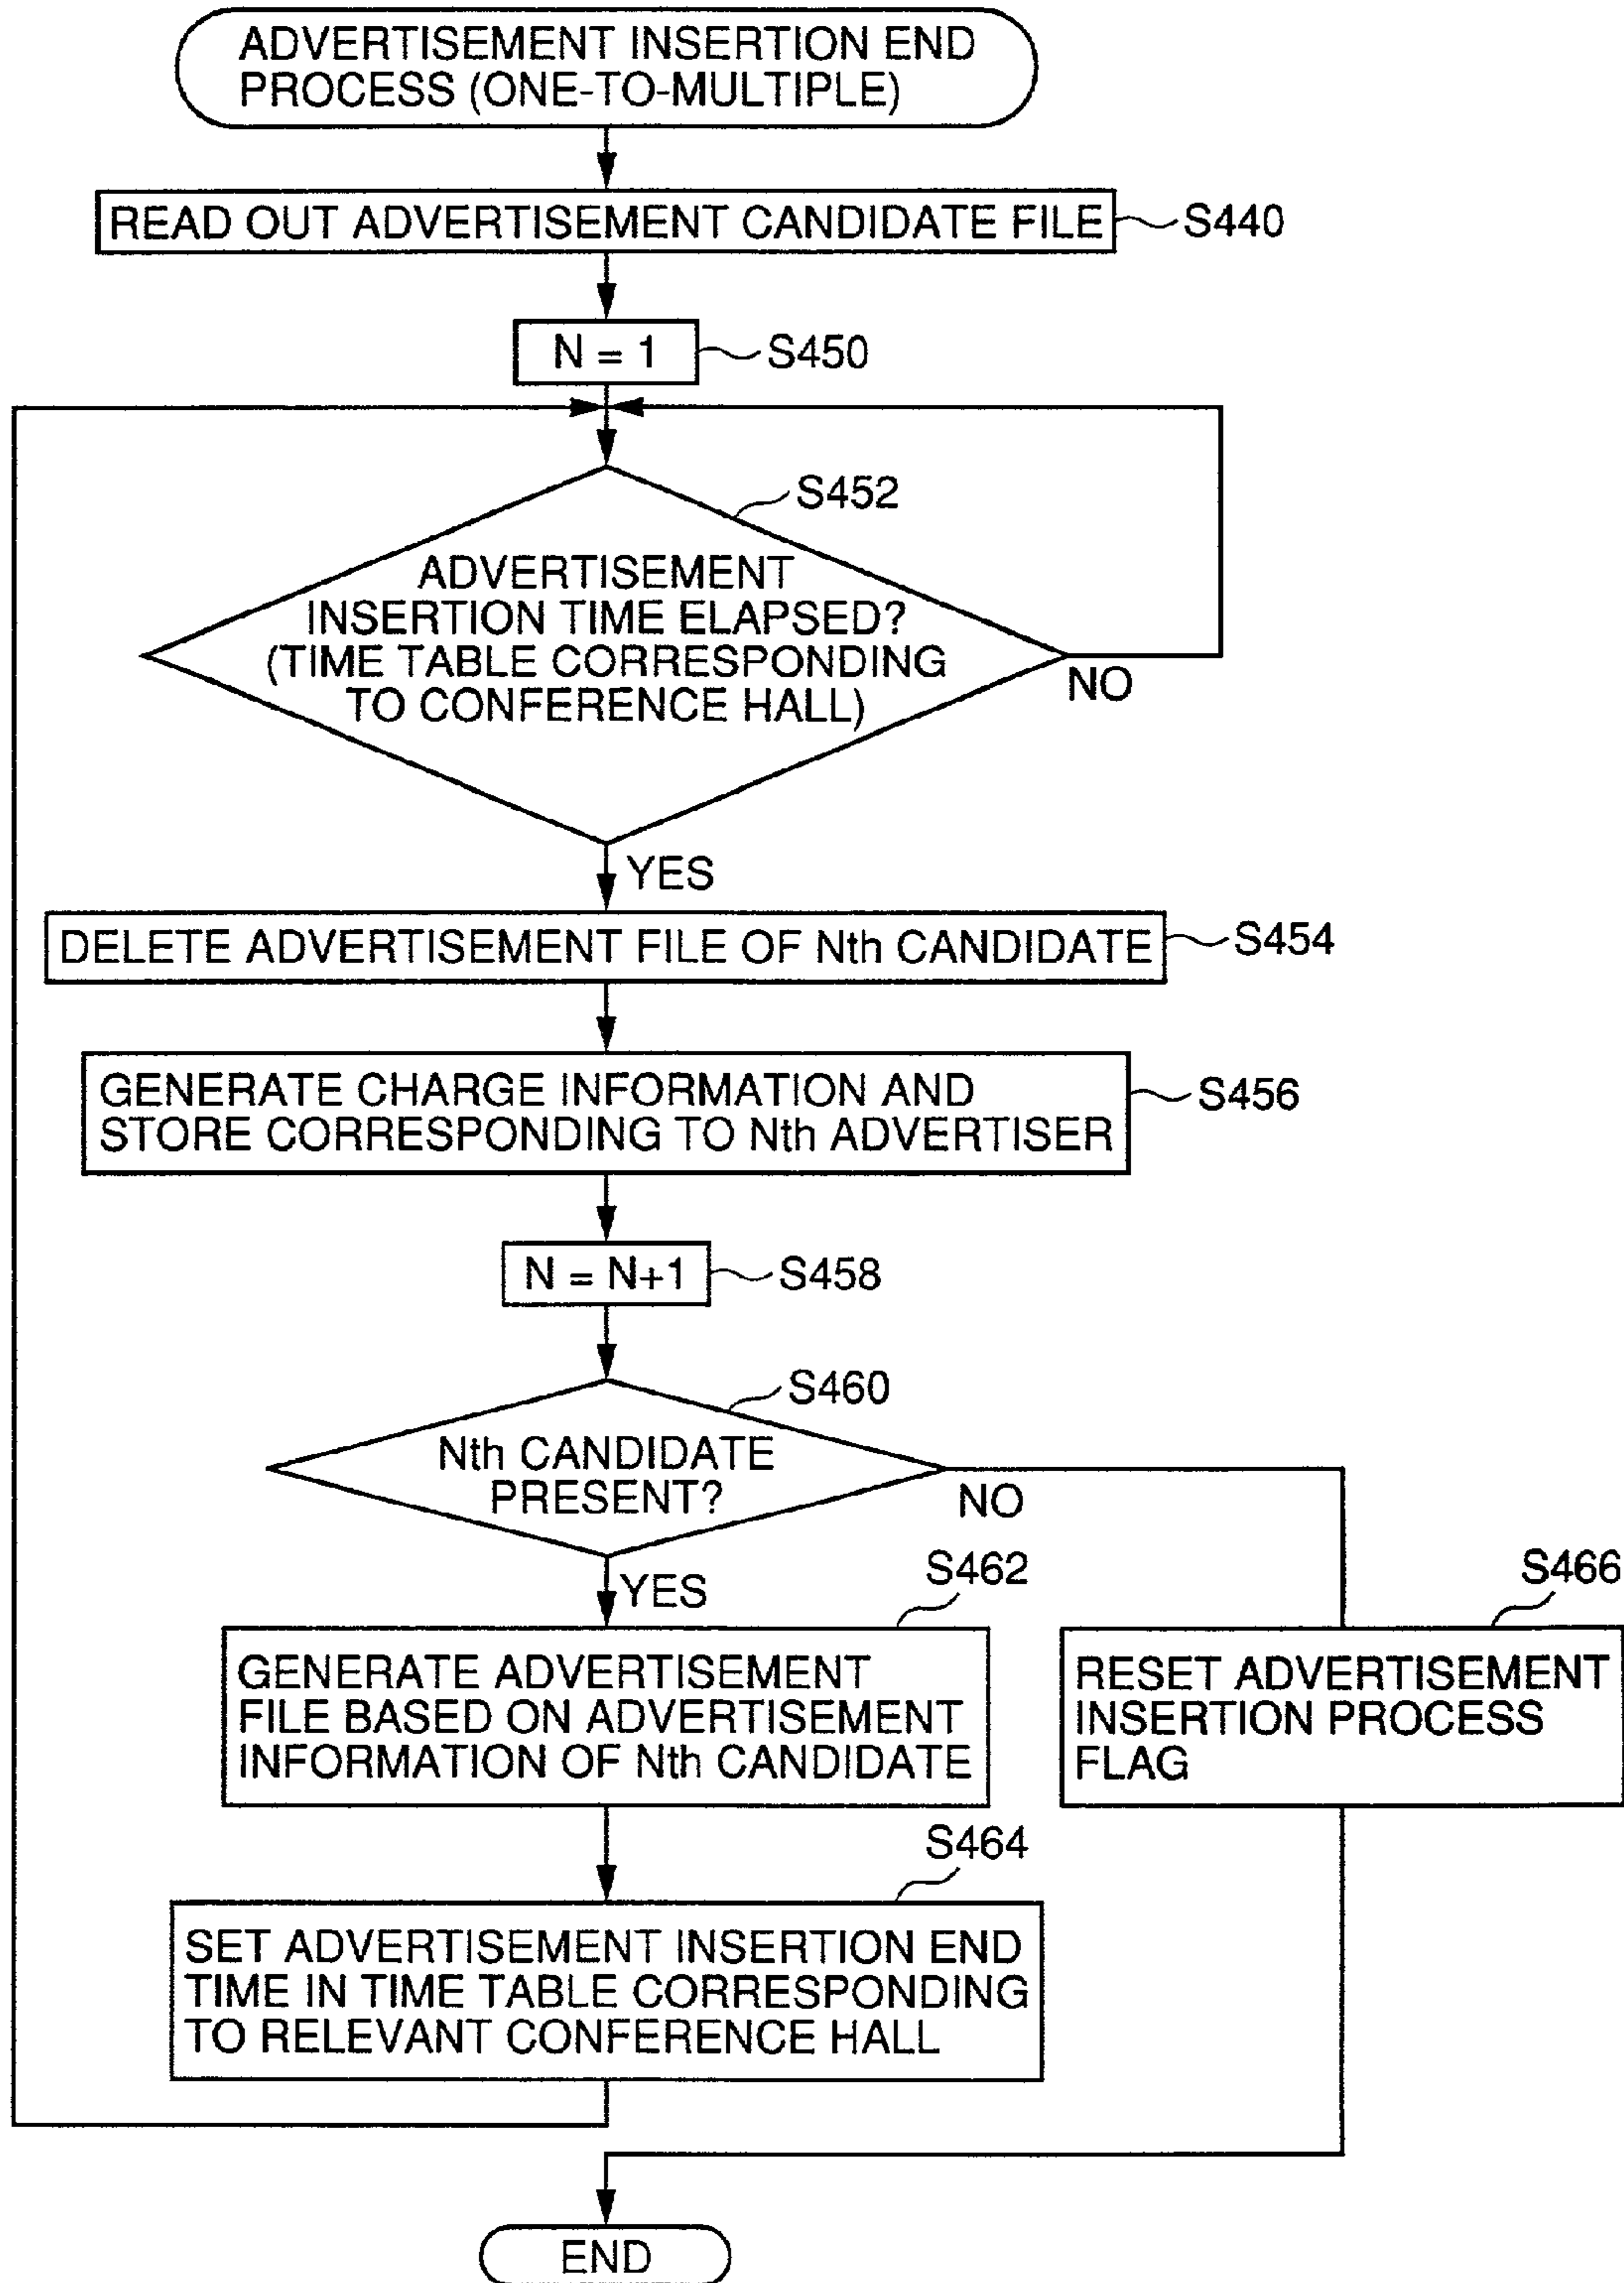 ADVERTISEMENT INSERTION END
PROCESS (ONE-TO-MULTIPLE)
READ OUT ADVERTISEMENT CANDIDATE FILE
S440
N = 1
S450
S452
ADVERTISEMENT
INSERTION TIME ELAPSED?
(TIME TABLE CORRESPONDING
TO CONFERENCE HALL)
NO
YES
DELETE ADVERTISEMENT FILE OF Nth CANDIDATE
S454
GENERATE CHARGE INFORMATION AND
STORE CORRESPONDING TO Nth ADVERTISER
S456
N = N+1
S458
S460
Nth CANDIDATE
PRESENT?
NO
YES
S462
GENERATE ADVERTISEMENT
FILE BASED ON ADVERTISEMENT
INFORMATION OF Nth CANDIDATE
S466
RESET ADVERTISEMENT
INSERTION PROCESS
FLAG
S464
SET ADVERTISEMENT INSERTION END
TIME IN TIME TABLE CORRESPONDING
TO RELEVANT CONFERENCE HALL
END